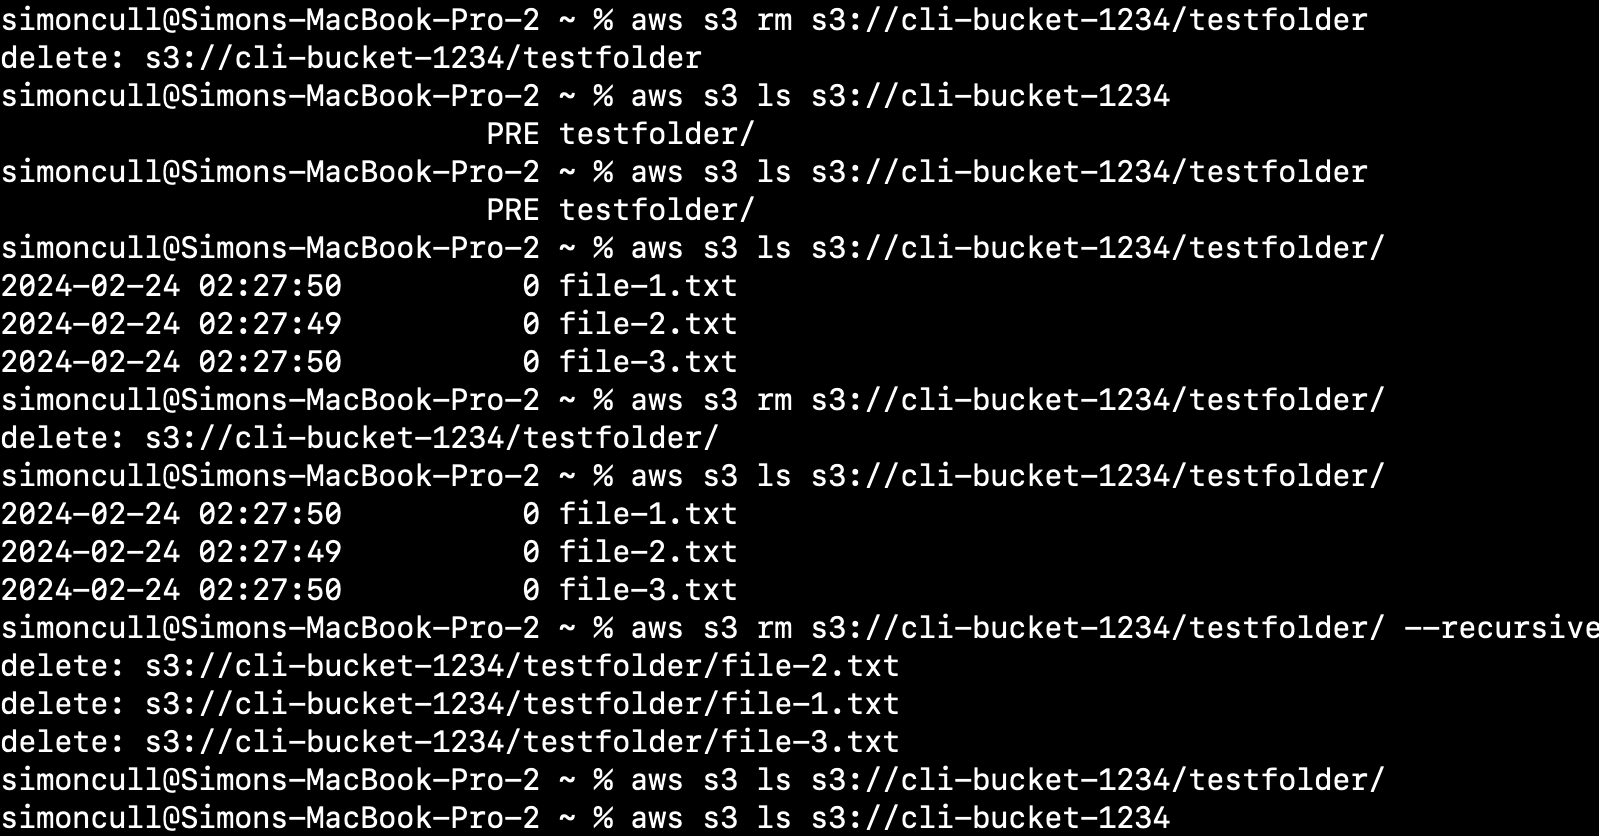 simoncull@Simons-MacBook-Pro-2 ~ % aws s3 rm s3://cli-bucket-1234/testfolder
delete: s3://cli-bucket-1234/testfolder
simoncull@Simons-MacBook-Pro-2 ~ % aws s3 ls s3://cli-bucket-1234
                           PRE testfolder/
simoncull@Simons-MacBook-Pro-2 ~ % aws s3 ls s3://cli-bucket-1234/testfolder
                           PRE testfolder/
simoncull@Simons-MacBook-Pro-2 ~ % aws s3 ls s3://cli-bucket-1234/testfolder/
2024-02-24 02:27:50          0 file-1.txt
2024-02-24 02:27:49          0 file-2.txt
2024-02-24 02:27:50          0 file-3.txt
simoncull@Simons-MacBook-Pro-2 ~ % aws s3 rm s3://cli-bucket-1234/testfolder/
delete: s3://cli-bucket-1234/testfolder/
simoncull@Simons-MacBook-Pro-2 ~ % aws s3 ls s3://cli-bucket-1234/testfolder/
2024-02-24 02:27:50          0 file-1.txt
2024-02-24 02:27:49          0 file-2.txt
2024-02-24 02:27:50          0 file-3.txt
simoncull@Simons-MacBook-Pro-2 ~ % aws s3 rm s3://cli-bucket-1234/testfolder/ --recursive
delete: s3://cli-bucket-1234/testfolder/file-2.txt
delete: s3://cli-bucket-1234/testfolder/file-1.txt
delete: s3://cli-bucket-1234/testfolder/file-3.txt
simoncull@Simons-MacBook-Pro-2 ~ % aws s3 ls s3://cli-bucket-1234/testfolder/
simoncull@Simons-MacBook-Pro-2 ~ % aws s3 ls s3://cli-bucket-1234